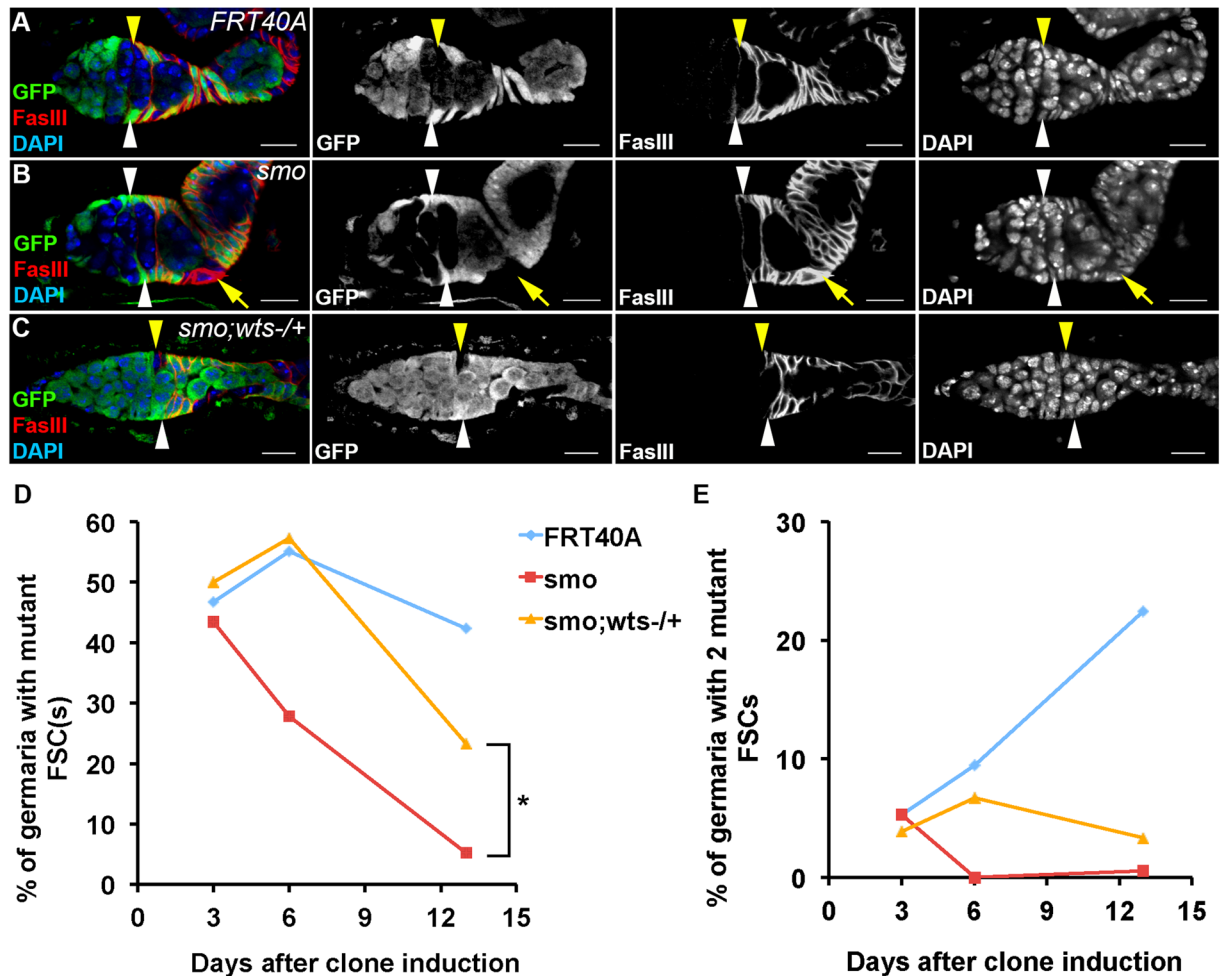 A
FRT40A
GFP
FasIII
DAPI
GFP
FasIII
DAPI
B
smo
GFP
FasIII
DAPI
GFP
FasIII
DAPI
C
smo;wts-/+
GFP
FasIII
DAPI
GFP
FasIII
DAPI
D
% of germaria with mutant
FSC(s)
60
50
40
30
20
10
0
0
3
6
9
12
15
Days after clone induction
FRT40A
smo
smo;wts-/+
*
E
% of germaria with 2 mutant
FSCs
30
20
10
0
0
3
6
9
12
15
Days after clone induction